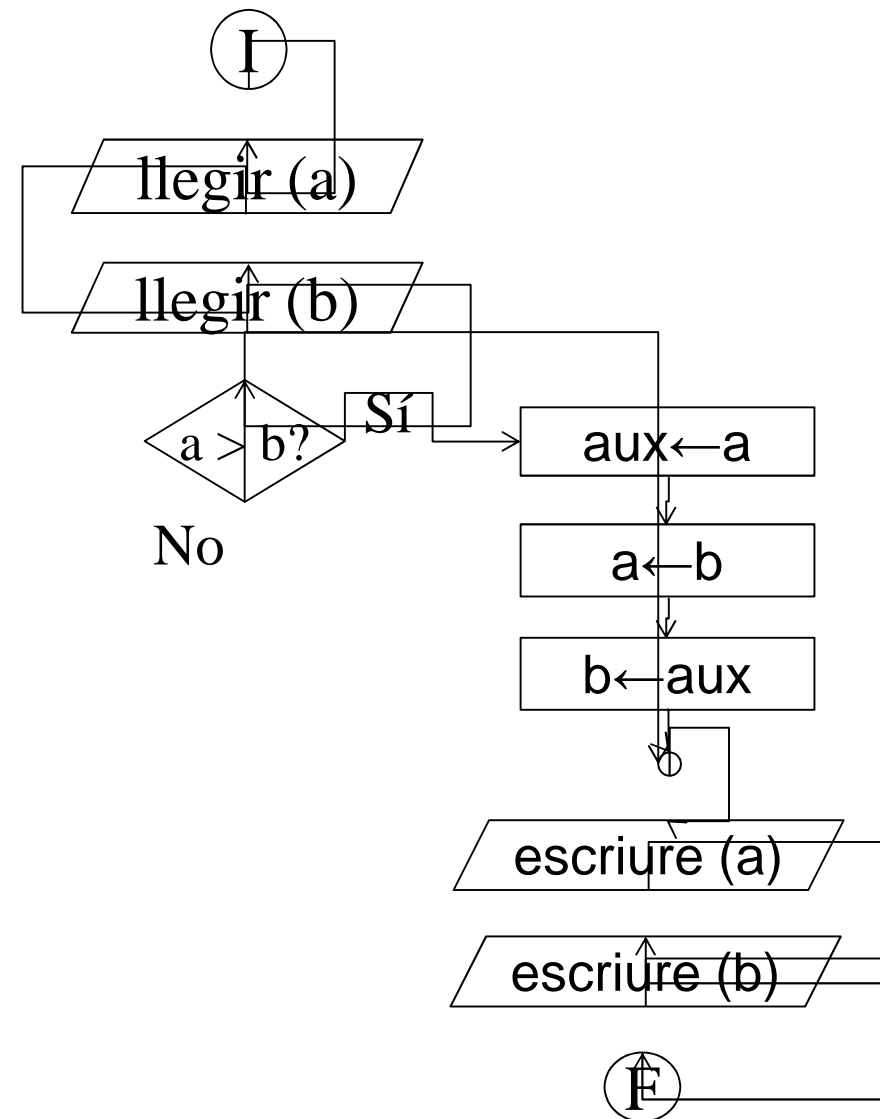 I
llegir (a)
llegir (b)
a > b?
Sí
No
aux←a
a←b
b←aux
escriure (a)
escriure (b)
F